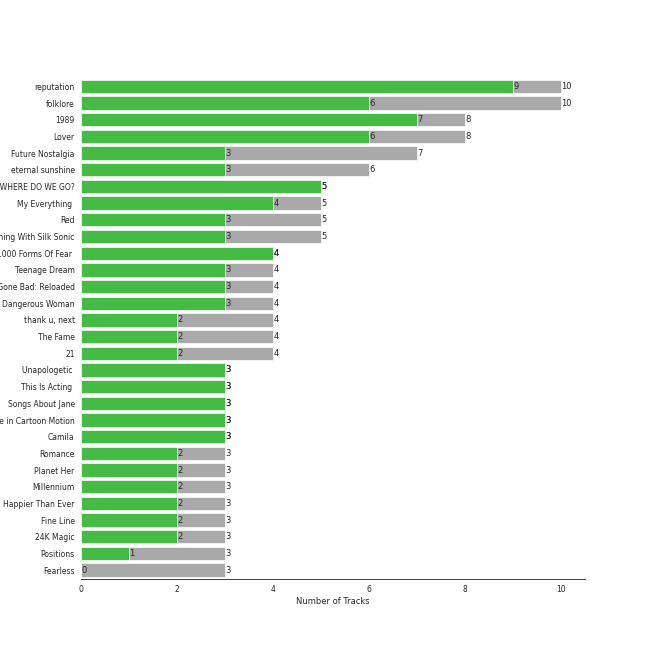 reputation 9 10
folklore 6 10
1989 7 8
Lover 6 8
Future Nostalgia 3 7
eternal sunshine 3 6
WHERE DO WE GO? 5
My Everything 4 5
Red 3 5
With Silk Sonic 3 5
Forms Of Fear 4
Teenage Dream 3 4
Gone Bad: Reloaded 3 4
Dangerous Woman 3 4
thank u, next 2 4
The Fame 2 4
21 2 4
Unapologetic 3
This Is Acting 3
Songs About Jane 3
in Cartoon Motion 3
Camila 3
Romance 2 3
Planet Her 2 3
Millennium 2 3
Happier Than Ever 2 3
Fine Line 2 3
24K Magic 2 3
Positions 1 3
Fearless 0 3
0 2 4 6 8 10
Number of Tracks